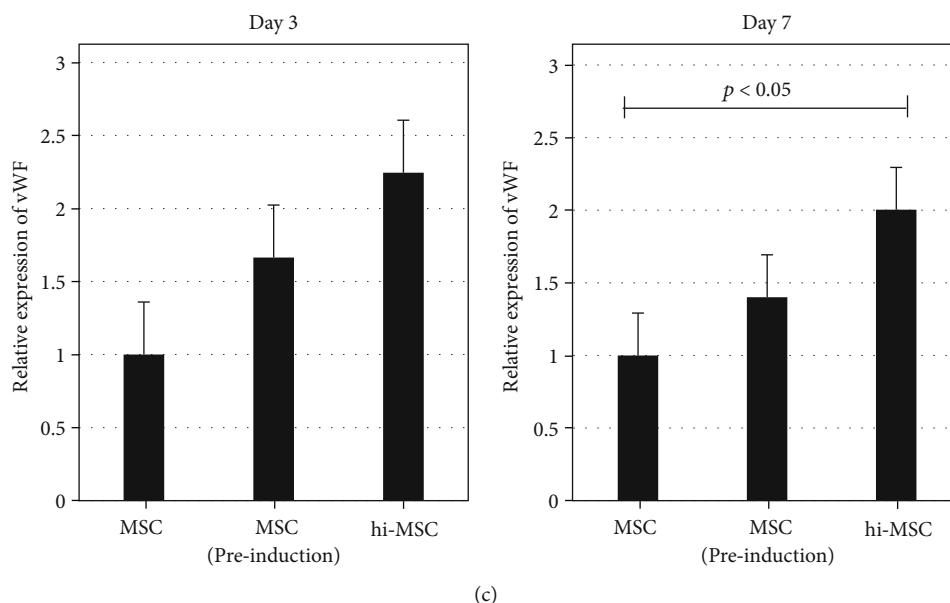 Day 3
Relative expression of vWF
3
2.5
2
1.5
1
0.5
0
MSC
MSC
(Pre-induction)
hi-MSC
Day 7
Relative expression of vWF
3
2.5
2
1.5
1
0.5
0
p < 0.05
MSC
MSC
(Pre-induction)
hi-MSC
(c)